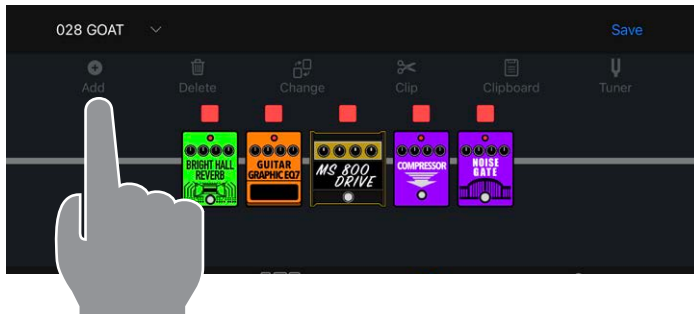 028 GOAT
Save
Add
Delete
Change
Clip
Clipboard
Tuner
BRIGHT HALL
REVERB
GUITAR
GRAPHIC EQ7
MS 800
DRIVE
COMPRESSOR
NOISE
GATE